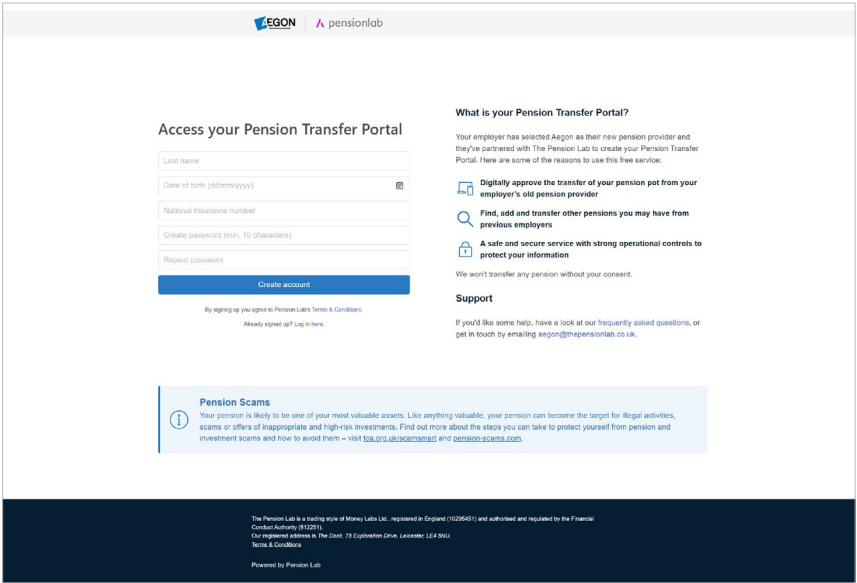 AEGON
pensionlab
Access your Pension Transfer Portal
Last name
Date of birth (dd/mm/yyyy)
National Insurance number
Create password (min. 10 characters)
Repeat password
Create account
By signing up you agree to Pension Lab's Terms & Conditions.
Already signed up? Log in here.
What is your Pension Transfer Portal?
Your employer has selected Aegon as their new pension provider and
they've partnered with The Pension Lab to create your Pension Transfer
Portal. Here are some of the reasons to use this free service:
Digitally approve the transfer of your pension pot from your
employer's old pension provider
Find, add and transfer other pensions you may have from
previous employers
A safe and secure service with strong operational controls to
protect your information
We won't transfer any pension without your consent.
Support
If you'd like some help, have a look at our frequently asked questions, or
get in touch by emailing aegon@thepensionlab.co.uk.
Pension Scams
Your pension is likely to be one of your most valuable assets. Like anything valuable, your pension can become the target for illegal activities,
scams or offers of inappropriate and high-risk investments. Find out more about the steps you can take to protect yourself from pension and
investment scams and how to avoid them – visit fca.org.uk/scamsmart and pension-scams.com.
The Pension Lab is a trading style of Money Labs Ltd., registered in England (10295451) and authorised and regulated by the Financial
Conduct Authority (812251).
Our registered address is The Dock, 75 Exploration Drive, Leicester, LE4 5NU.
Terms & Conditions
Powered by Pension Lab